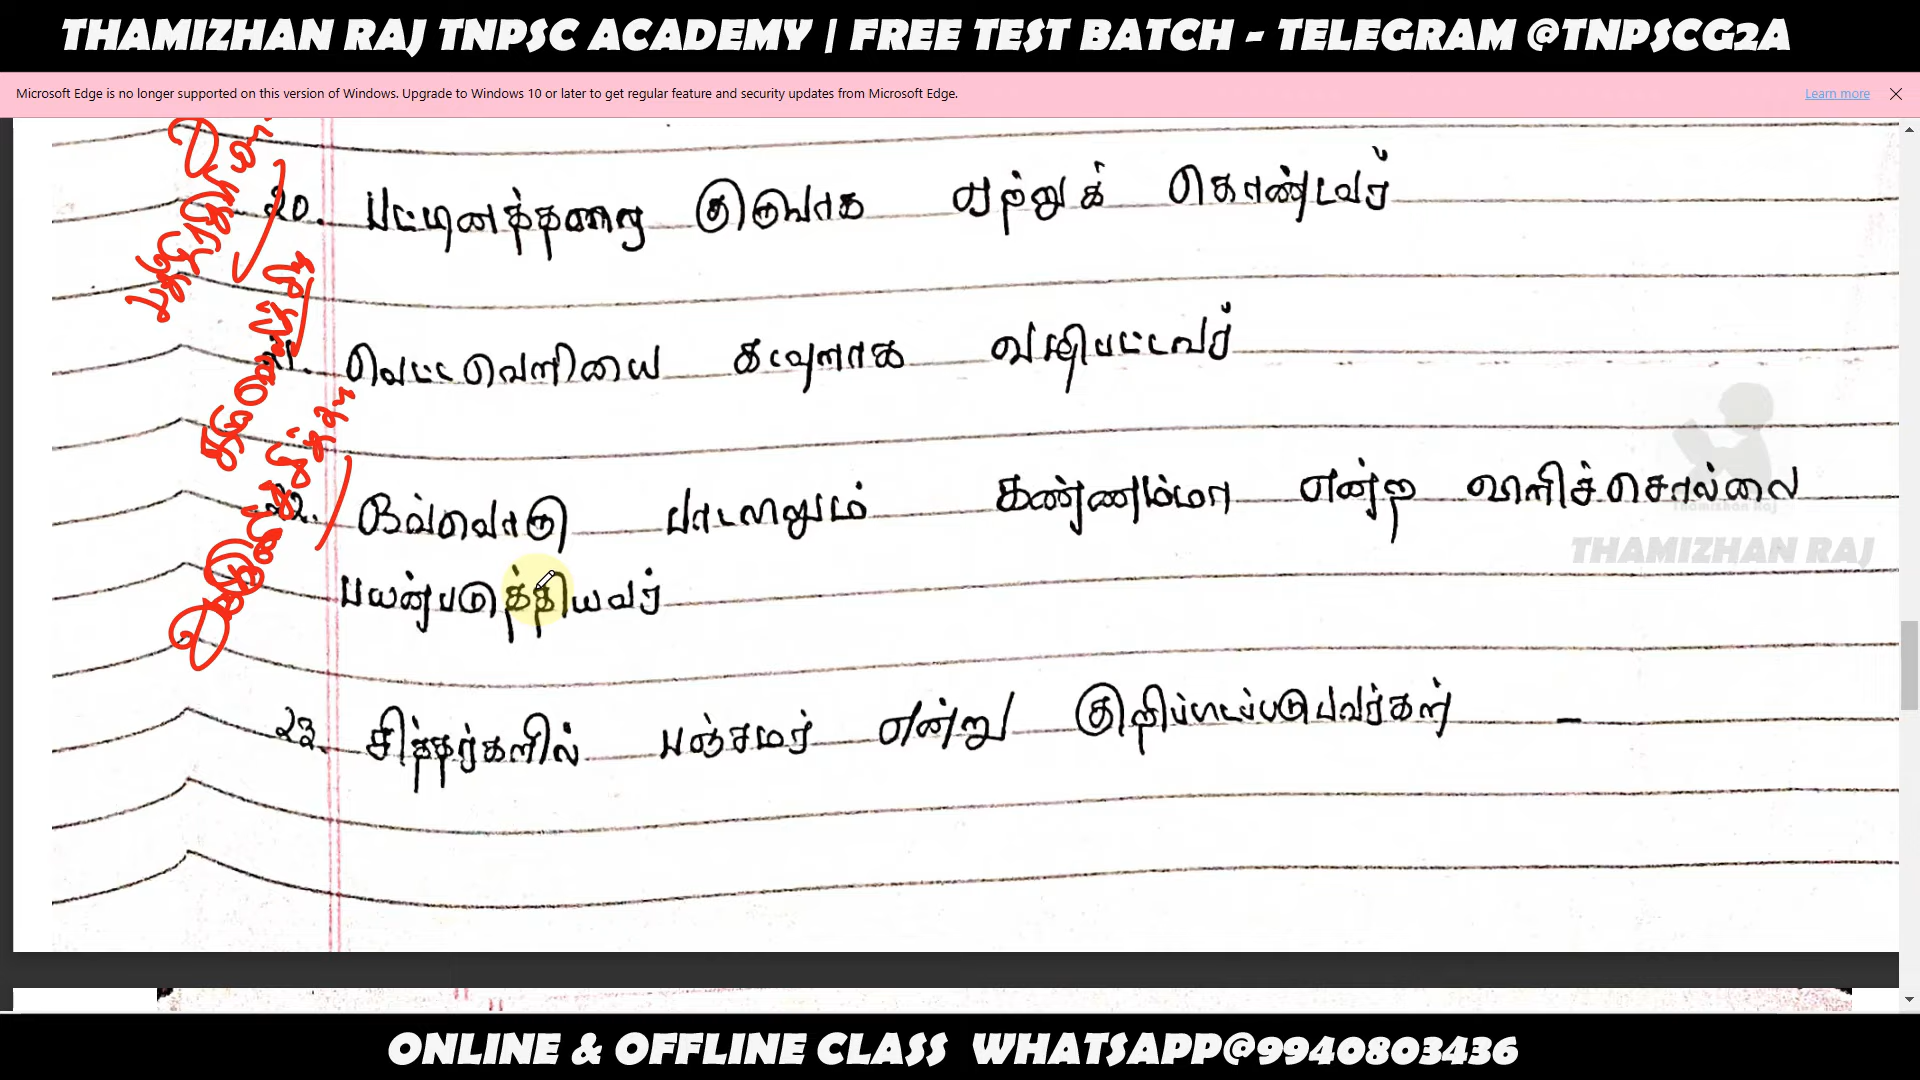 THAMIZHAN RAJ TNPSC ACADEMY | FREE TEST BATCH - TELEGRAM @TNPSCG2A
Microsoft Edge is no longer supported on this version of Windows. Upgrade to Windows 10 or later to get regular feature and security updates from Microsoft Edge. Learn more
20. பட்டினத்தாரை குருவாக ஏற்றுக் கொண்டவர்
21. வெட்டவெளியை கடவுளாக வழிபட்டவர்
22. ஒவ்வொரு பாடலிலும் கண்ணம்மா என்ற விளிச்சொல்லை
பயன்படுத்தியவர்
23. சித்தர்களில் பஞ்சமர் என்று குறிப்பிடப்படுபவர்கள் -
THAMIZHAN RAJ
THAMIZHAN RAJ
ONLINE & OFFLINE CLASS WHATSAPP@9940803436